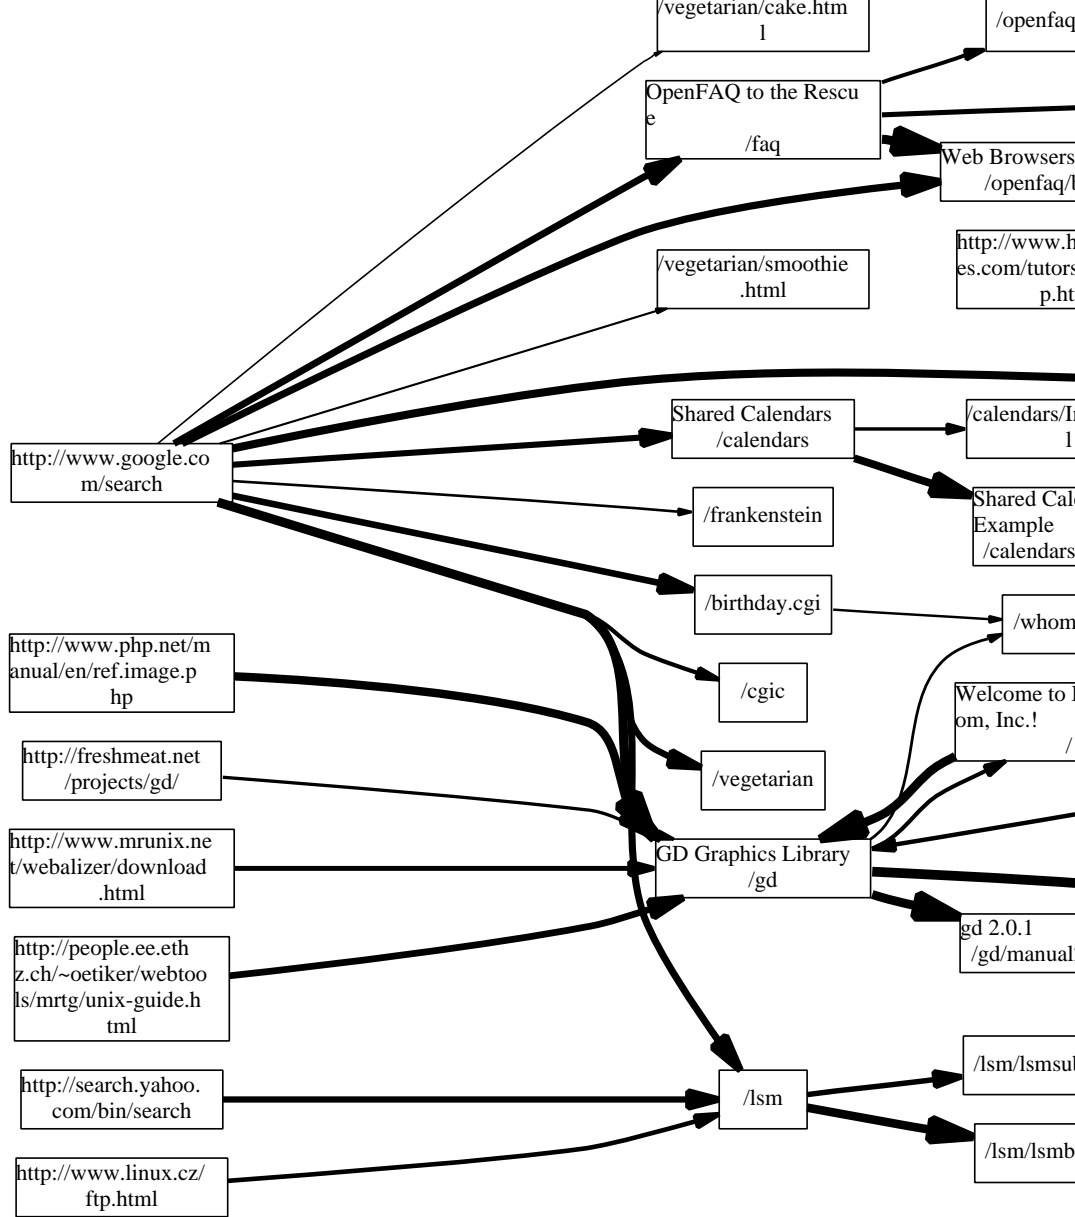 /vegetarian/cake.htm
l
/openfaq
OpenFAQ to the Rescu
e
/faq
Web Browsers
/openfaq/b
/vegetarian/smoothie
.html
http://www.h
es.com/tutors
p.ht
Shared Calendars
/calendars
/calendars/In
l
http://www.google.co
m/search
/frankenstein
Shared Cale
Example
/calendars
/birthday.cgi
/whom
http://www.php.net/m
anual/en/ref.image.p
hp
/cgic
Welcome to
om, Inc.!
/
http://freshmeat.net
/projects/gd/
/vegetarian
http://www.mrunix.ne
t/webalizer/download
.html
GD Graphics Library
/gd
gd 2.0.1
/gd/manual
http://people.ee.eth
z.ch/~oetiker/webtoo
ls/mrtg/unix-guide.h
tml
http://search.yahoo.
com/bin/search
/lsm
/lsm/lsmsub
/lsm/lsmb
http://www.linux.cz/
ftp.html